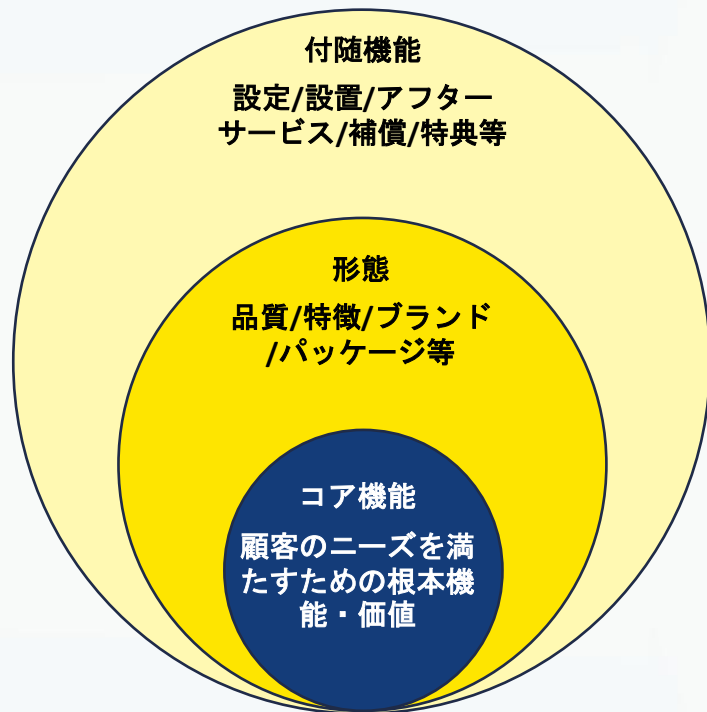 付随機能
設定/設置/アフター
サービス/補償/特典等
形態
品質/特徴/ブランド
/パッケージ等
コア機能
顧客のニーズを満
たすための根本機
能・価値